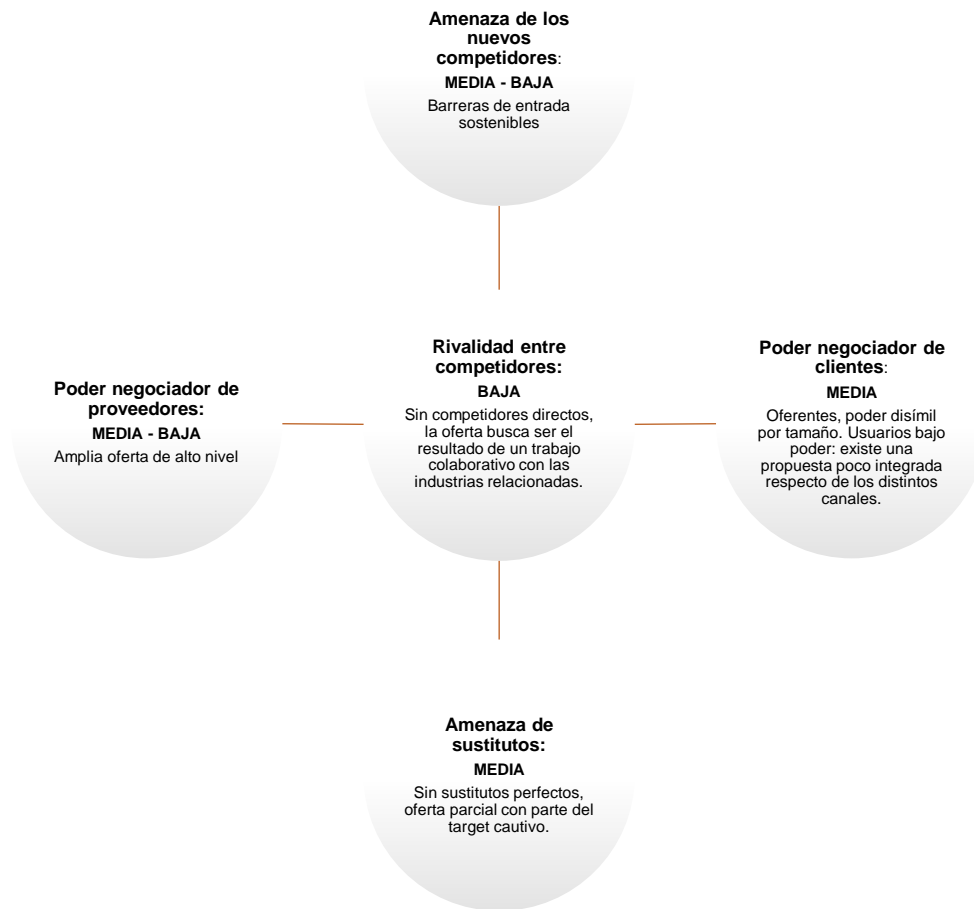 Amenaza de los
nuevos
competidores:
MEDIA - BAJA
Barreras de entrada
sostenibles
Poder negociador de
proveedores:
MEDIA - BAJA
Amplia oferta de alto nivel
Rivalidad entre
competidores:
BAJA
Sin competidores directos,
la oferta busca ser el
resultado de un trabajo
colaborativo con las
industrias relacionadas.
Poder negociador de
clientes:
MEDIA
Oferentes, poder disímil
por tamaño. Usuarios bajo
poder: existe una
propuesta poco integrada
respecto de los distintos
canales.
Amenaza de
sustitutos:
MEDIA
Sin sustitutos perfectos,
oferta parcial con parte del
target cautivo.